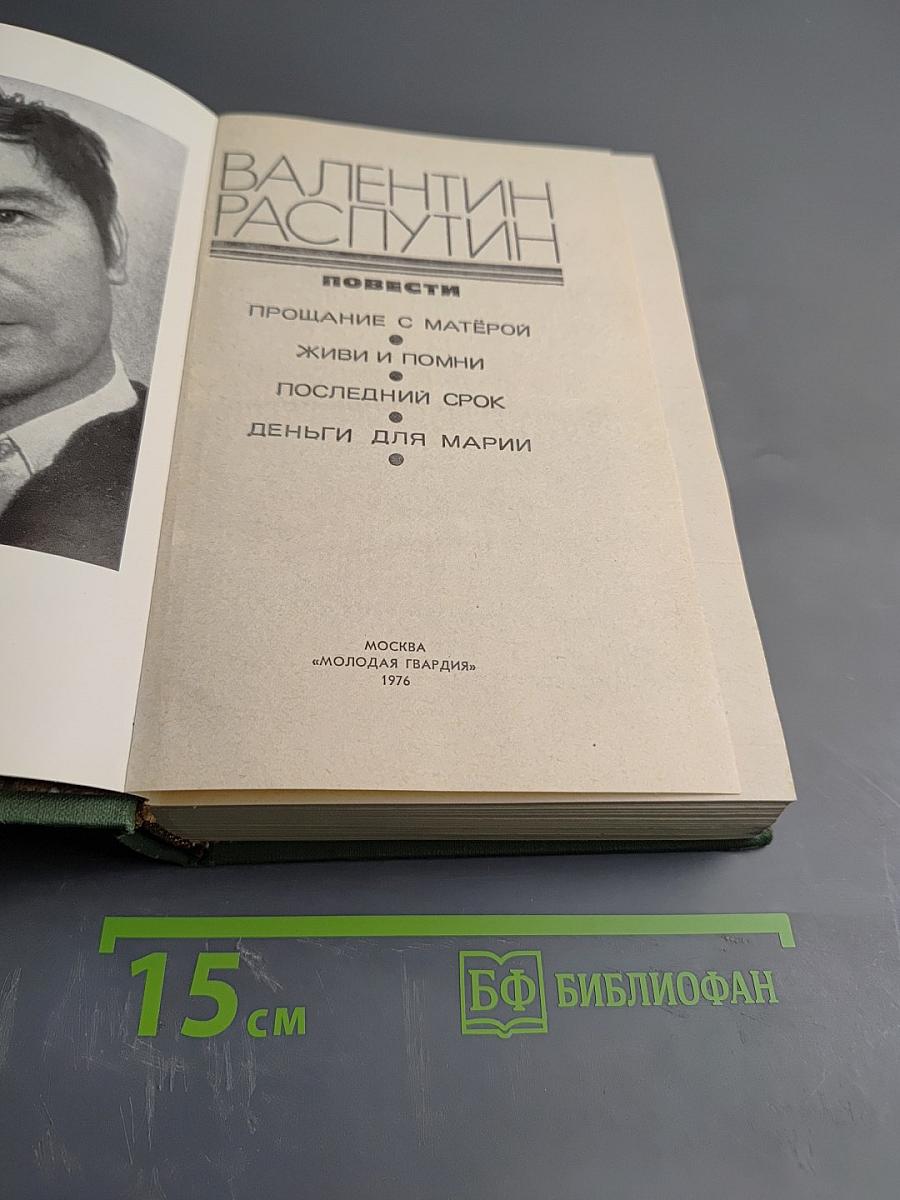 ВАЛЕНТИН
РАСПУТИН
ПОВЕСТИ
ПРОЩАНИЕ С МАТЁРОЙ
ЖИВИ И ПОМНИ
ПОСЛЕДНИЙ СРОК
ДЕНЬГИ ДЛЯ МАРИИ
МОСКВА
«МОЛОДАЯ ГВАРДИЯ»
1976
15 см
БФ БИБЛИОФАН